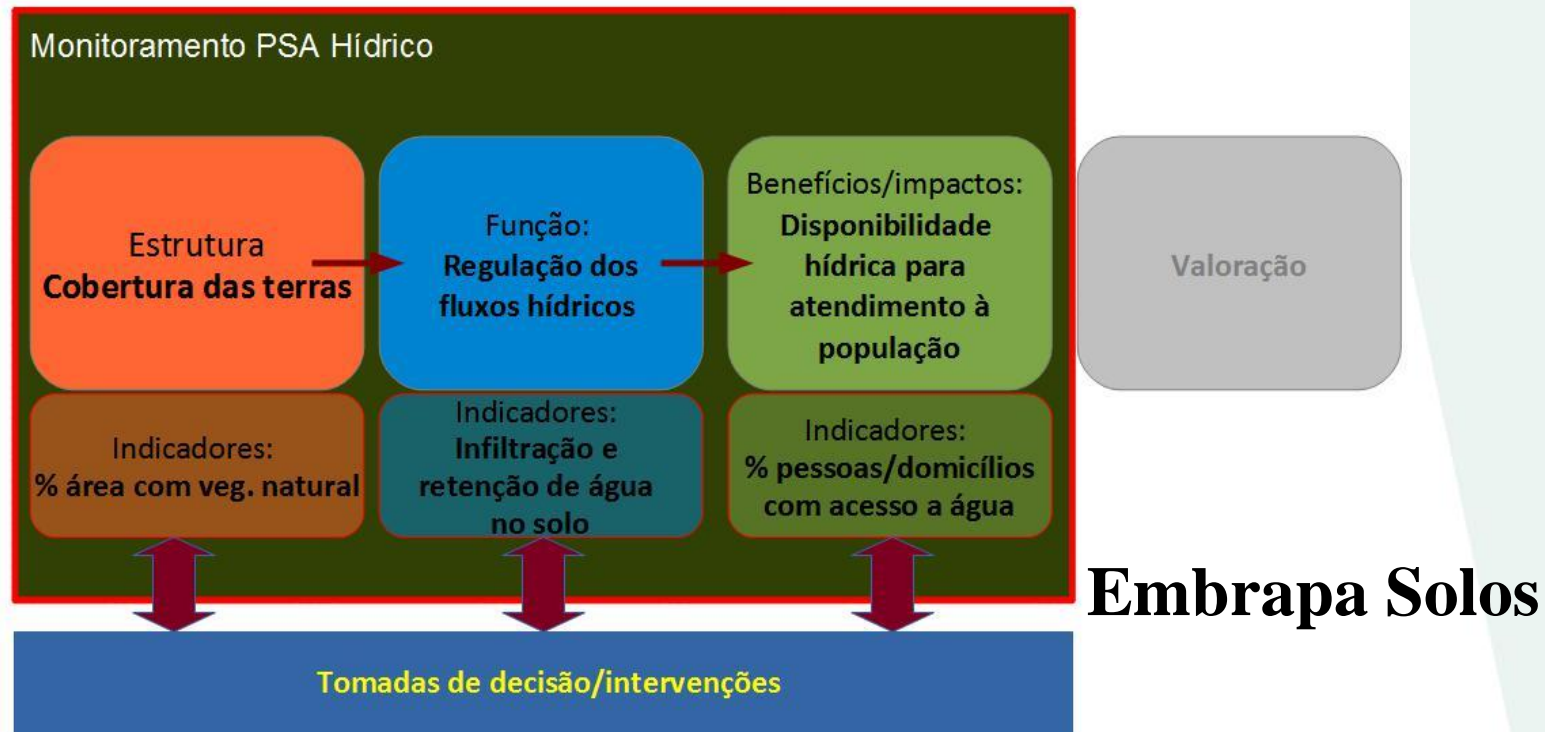 Monitoramento PSA Hídrico
Estrutura
Cobertura das terras
Função:
Regulação dos
fluxos hídricos
Benefícios/impactos:
Disponibilidade
hídrica para
atendimento à
população
Valoração
Indicadores:
% área com veg. natural
Indicadores:
Infiltração e
retenção de água
no solo
Indicadores:
% pessoas/domicílios
com acesso a água
Embrapa Solos
Tomadas de decisão/intervenções